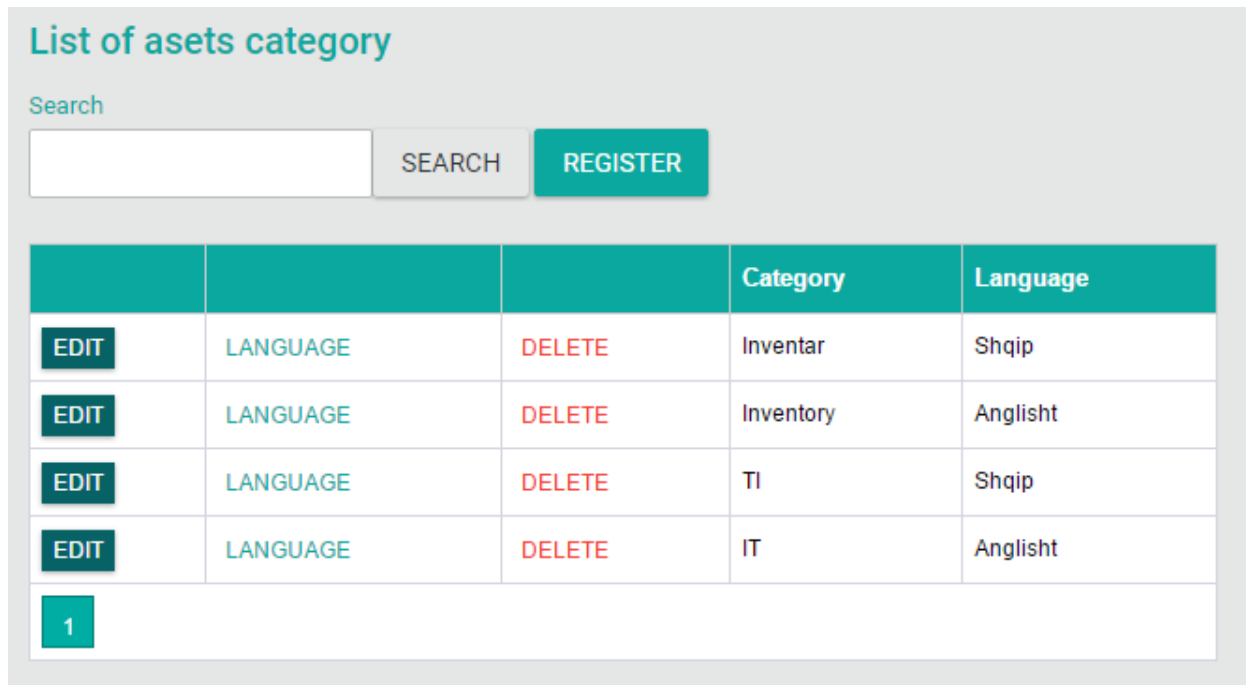 List of asets category
Search
SEARCH REGISTER
Category Language
EDIT LANGUAGE DELETE Inventar Shqip
EDIT LANGUAGE DELETE Inventory Anglisht
EDIT LANGUAGE DELETE TI Shqip
EDIT LANGUAGE DELETE IT Anglisht
1